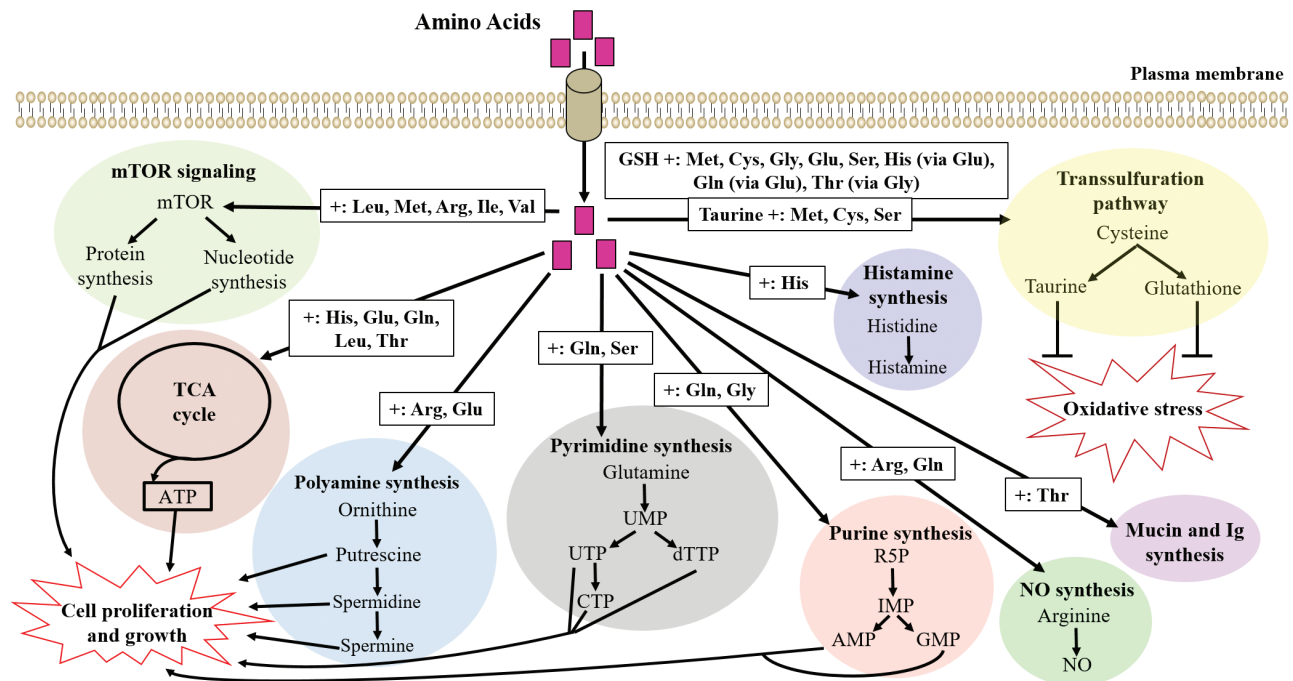 Amino Acids
Plasma membrane
GSH +: Met, Cys, Gly, Glu, Ser, His (via Glu),
Gln (via Glu), Thr (via Gly)
Taurine +: Met, Cys, Ser
mTOR signaling
mTOR
Protein
synthesis
Nucleotide
synthesis
+: Leu, Met, Arg, Ile, Val
Transsulfuration
pathway
Cysteine
Taurine
Glutathione
Oxidative stress
+: His
Histamine
synthesis
Histidine
Histamine
+: His, Glu, Gln,
Leu, Thr
TCA
cycle
ATP
+: Arg, Glu
Polyamine synthesis
Ornithine
Putrescine
Spermidine
Spermine
+: Gln, Ser
Pyrimidine synthesis
Glutamine
UMP
UTP
dTTP
CTP
+: Gln, Gly
Purine synthesis
R5P
IMP
AMP
GMP
+: Arg, Gln
NO synthesis
Arginine
NO
+: Thr
Mucin and Ig
synthesis
Cell proliferation
and growth